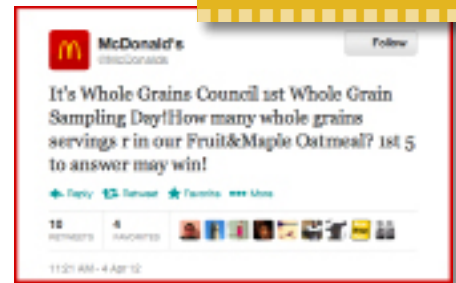 McDonald's
@McDonalds
Follow
It's Whole Grains Council 1st Whole Grain
Sampling Day!How many whole grains
servings r in our Fruit&Maple Oatmeal? 1st 5
to answer may win!
Reply Retweet Favorite More
10 4
RETWEETS FAVORITES
11:21 AM - 4 Apr 12